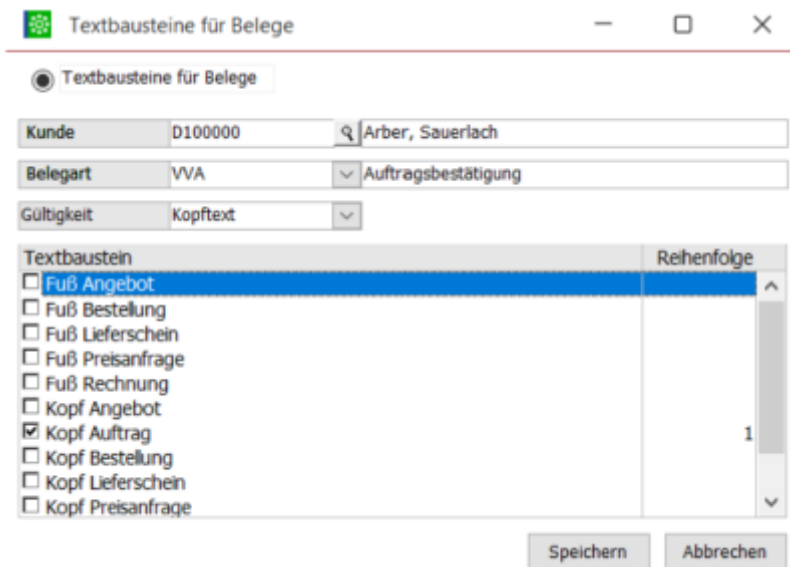 Textbausteine für Belege
Textbausteine für Belege
Kunde D100000 Arber, Sauerlach
Belegart VVA Auftragsbestätigung
Gültigkeit Kopftext
Textbaustein Reihenfolge
Fuß Angebot
Fuß Bestellung
Fuß Lieferschein
Fuß Preisanfrage
Fuß Rechnung
Kopf Angebot
Kopf Auftrag 1
Kopf Bestellung
Kopf Lieferschein
Kopf Preisanfrage
Speichern Abbrechen